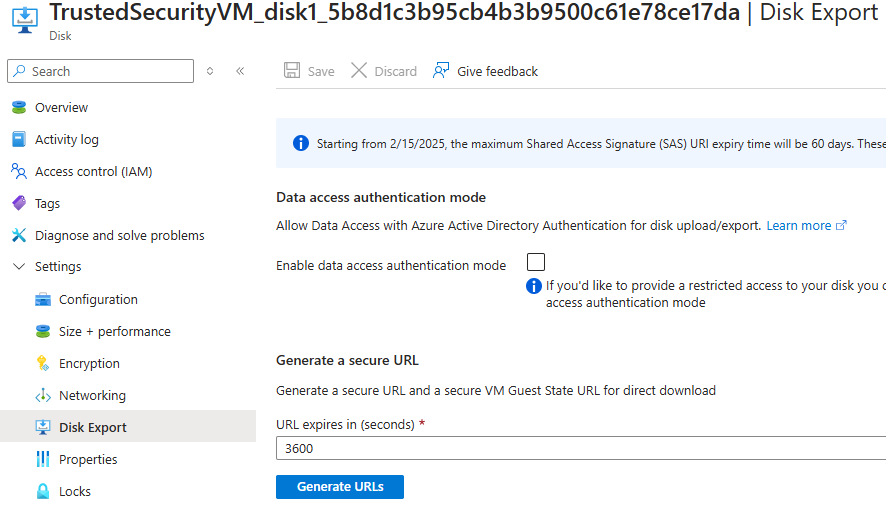 TrustedSecurityVM_disk1_5b8d1c3b95cb4b3b9500c61e78ce17da | Disk Export
Disk
Search
Save
Discard
Give feedback
Overview
Activity log
Access control (IAM)
Tags
Diagnose and solve problems
Settings
Configuration
Size + performance
Encryption
Networking
Disk Export
Properties
Locks
Starting from 2/15/2025, the maximum Shared Access Signature (SAS) URI expiry time will be 60 days. These
Data access authentication mode
Allow Data Access with Azure Active Directory Authentication for disk upload/export. Learn more
Enable data access authentication mode
If you'd like to provide a restricted access to your disk you c
access authentication mode
Generate a secure URL
Generate a secure URL and a secure VM Guest State URL for direct download
URL expires in (seconds) *
3600
Generate URLs